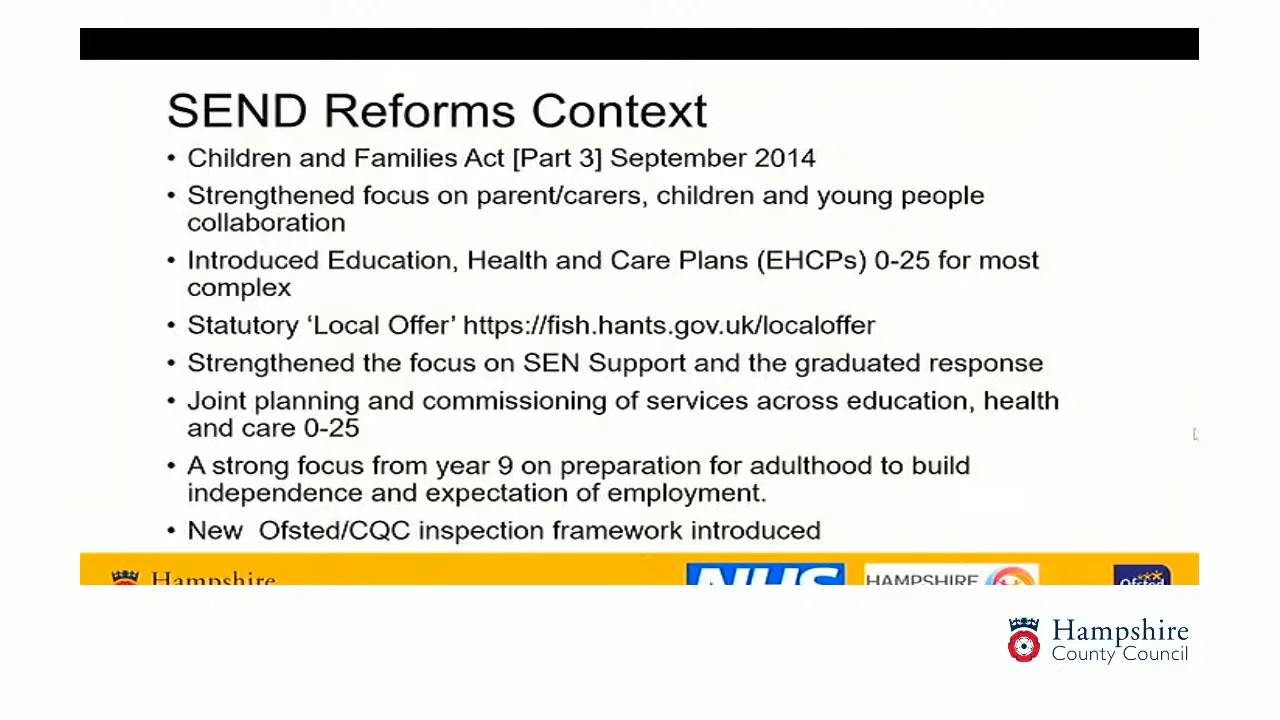 SEND Reforms Context
• Children and Families Act [Part 3] September 2014
• Strengthened focus on parent/carers, children and young people
collaboration
• Introduced Education, Health and Care Plans (EHCPs) 0-25 for most
complex
• Statutory ‘Local Offer’ https://fish.hants.gov.uk/localoffer
• Strengthened the focus on SEN Support and the graduated response
• Joint planning and commissioning of services across education, health
and care 0-25
• A strong focus from year 9 on preparation for adulthood to build
independence and expectation of employment.
• New  Ofsted/CQC inspection framework introduced
Hampshire
NHS
HAMPSHIRE
Ofsted
Hampshire
County Council